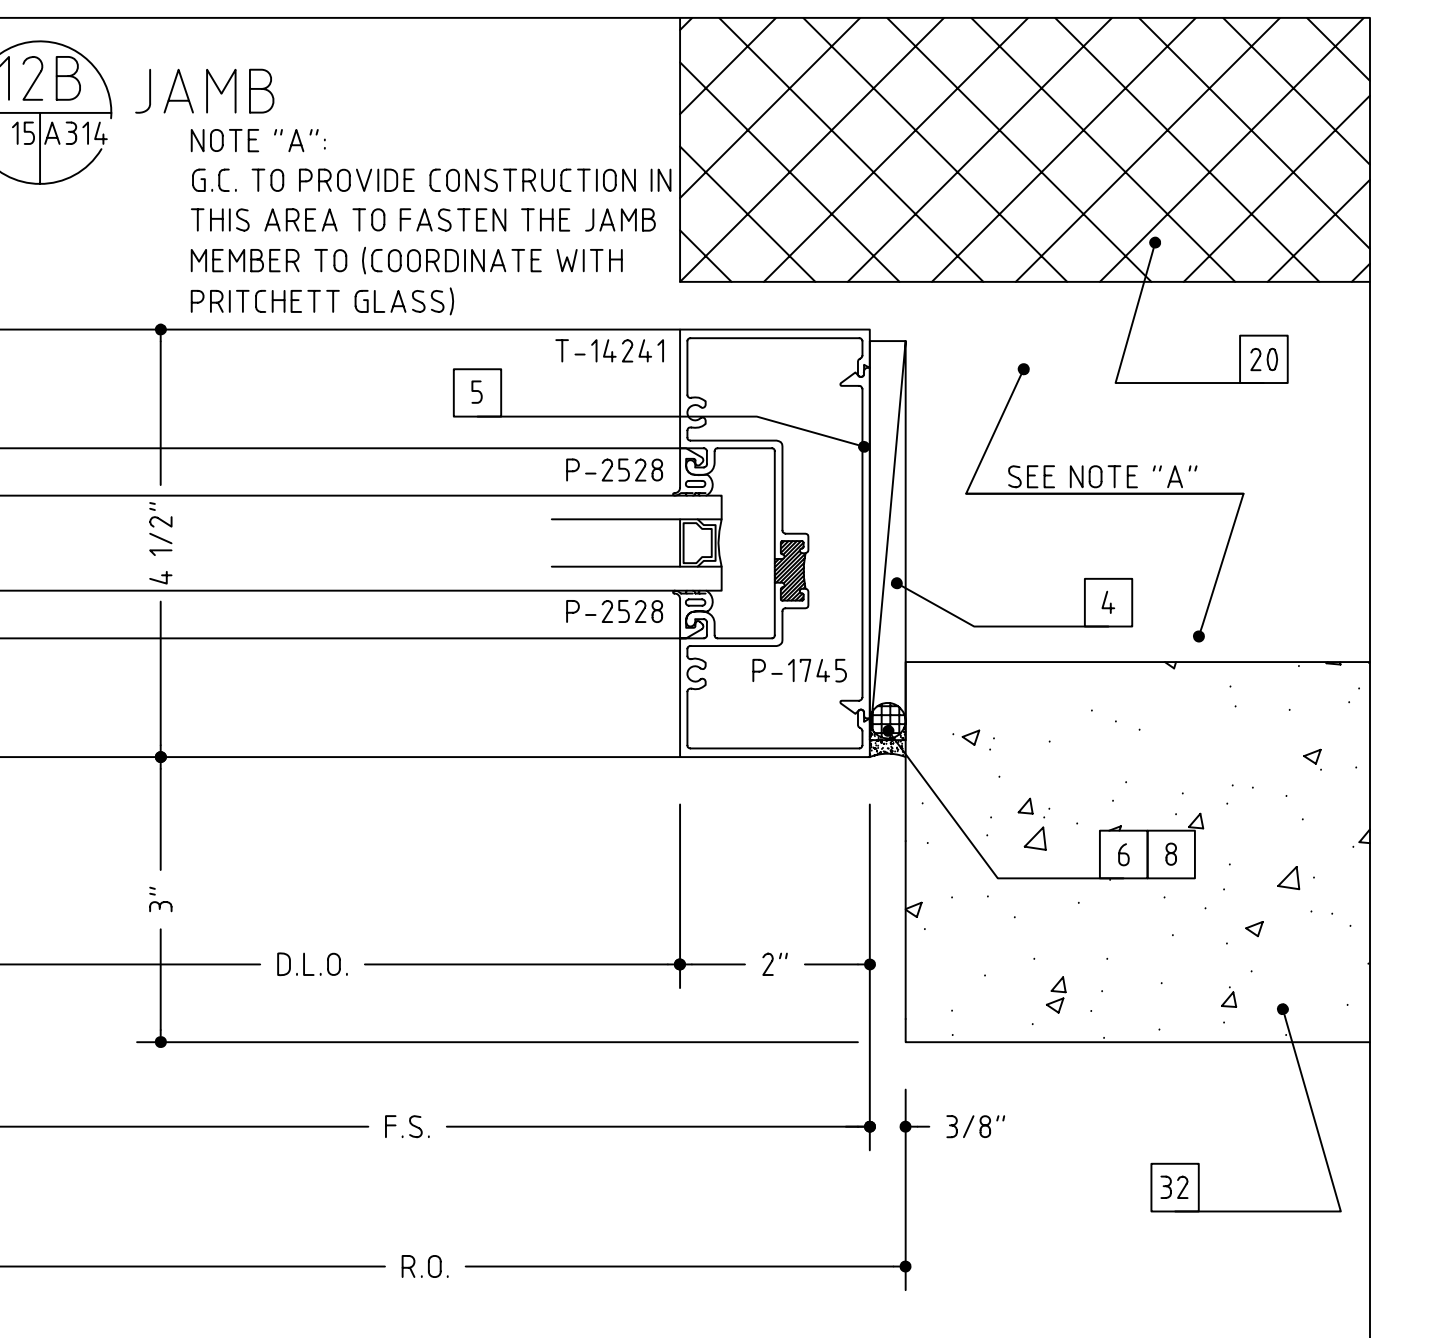 12B
JAMB
15 A314
NOTE "A":
G.C. TO PROVIDE CONSTRUCTION IN
THIS AREA TO FASTEN THE JAMB
MEMBER TO (COORDINATE WITH
PRITCHETT GLASS)
T-14241
20
5
P-2528
SEE NOTE "A"
4 1/2"
4
P-2528
P-1745
6 8
3"
D.L.O.
2"
F.S.
3/8"
32
R.O.